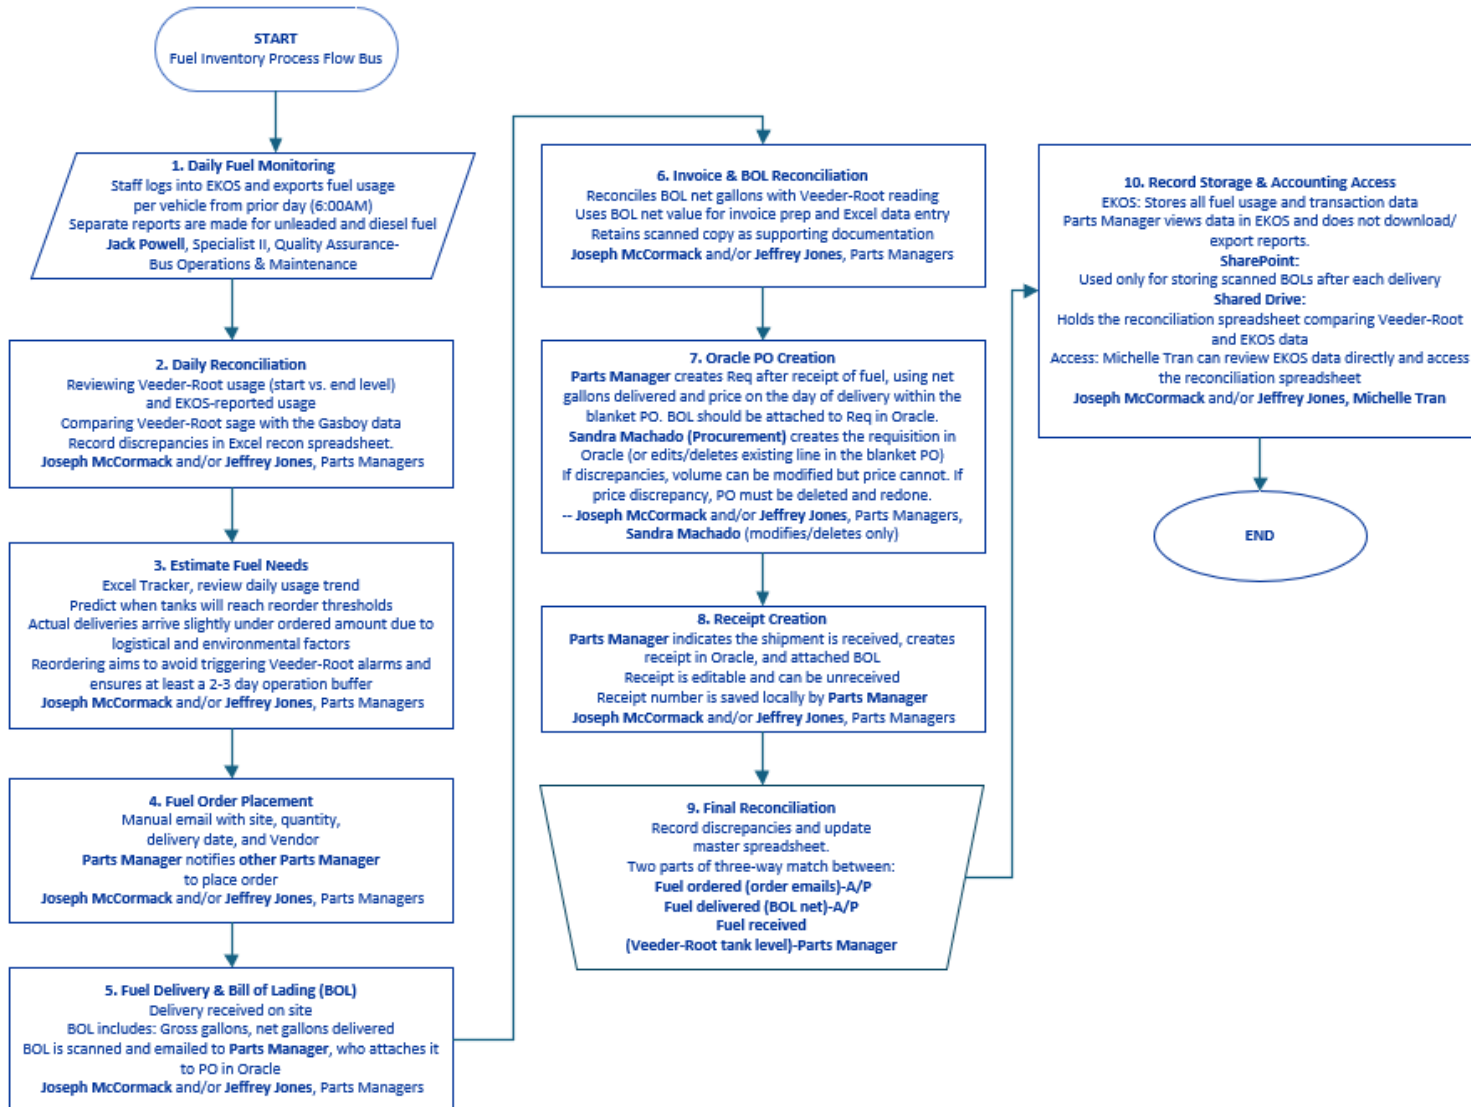 START
Fuel Inventory Process Flow Bus
1. Daily Fuel Monitoring
Staff logs into EKOS and exports fuel usage
per vehicle from prior day (6:00AM)
Separate reports are made for unleaded and diesel fuel
Jack Powell, Specialist II, Quality Assurance-
Bus Operations & Maintenance
2. Daily Reconciliation
Reviewing Veeder-Root usage (start vs. end level)
and EKOS-reported usage
Comparing Veeder-Root sage with the Gasboy data
Record discrepancies in Excel recon spreadsheet.
Joseph McCormack and/or Jeffrey Jones, Parts Managers
3. Estimate Fuel Needs
Excel Tracker, review daily usage trend
Predict when tanks will reach reorder thresholds
Actual deliveries arrive slightly under ordered amount due to
logistical and environmental factors
Reordering aims to avoid triggering Veeder-Root alarms and
ensures at least a 2-3 day operation buffer
Joseph McCormack and/or Jeffrey Jones, Parts Managers
4. Fuel Order Placement
Manual email with site, quantity,
delivery date, and Vendor
Parts Manager notifies other Parts Manager
to place order
Joseph McCormack and/or Jeffrey Jones, Parts Managers
5. Fuel Delivery & Bill of Lading (BOL)
Delivery received on site
BOL includes: Gross gallons, net gallons delivered
BOL is scanned and emailed to Parts Manager, who attaches it
to PO in Oracle
Joseph McCormack and/or Jeffrey Jones, Parts Managers
6. Invoice & BOL Reconciliation
Reconciles BOL net gallons with Veeder-Root reading
Uses BOL net value for invoice prep and Excel data entry
Retains scanned copy as supporting documentation
Joseph McCormack and/or Jeffrey Jones, Parts Managers
7. Oracle PO Creation
Parts Manager creates Req after receipt of fuel, using net
gallons delivered and price on the day of delivery within the
blanket PO. BOL should be attached to Req in Oracle.
Sandra Machado (Procurement) creates the requisition in
Oracle (or edits/deletes existing line in the blanket PO)
If discrepancies, volume can be modified but price cannot. If
price discrepancy, PO must be deleted and redone.
-- Joseph McCormack and/or Jeffrey Jones, Parts Managers,
Sandra Machado (modifies/deletes only)
8. Receipt Creation
Parts Manager indicates the shipment is received, creates
receipt in Oracle, and attached BOL
Receipt is editable and can be unreceived
Receipt number is saved locally by Parts Manager
Joseph McCormack and/or Jeffrey Jones, Parts Managers
9. Final Reconciliation
Record discrepancies and update
master spreadsheet.
Two parts of three-way match between:
Fuel ordered (order emails)-A/P
Fuel delivered (BOL net)-A/P
Fuel received
(Veeder-Root tank level)-Parts Manager
10. Record Storage & Accounting Access
EKOS: Stores all fuel usage and transaction data
Parts Manager views data in EKOS and does not download/
export reports.
SharePoint:
Used only for storing scanned BOLs after each delivery
Shared Drive:
Holds the reconciliation spreadsheet comparing Veeder-Root
and EKOS data
Access: Michelle Tran can review EKOS data directly and access
the reconciliation spreadsheet
Joseph McCormack and/or Jeffrey Jones, Michelle Tran
END